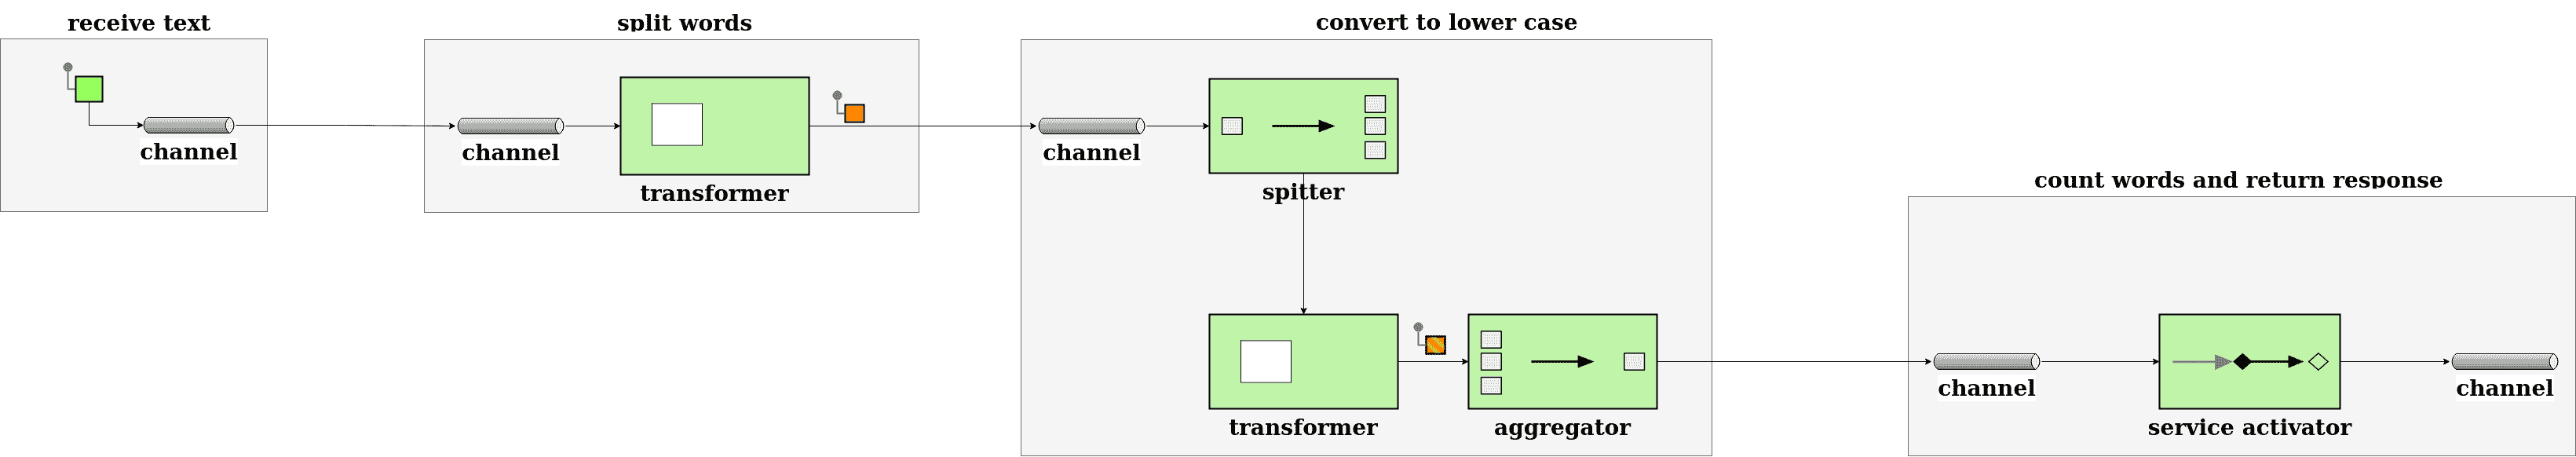 receive text
channel
split words
channel
transformer
convert to lower case
channel
spitter
transformer
aggregator
count words and return response
channel
service activator
channel